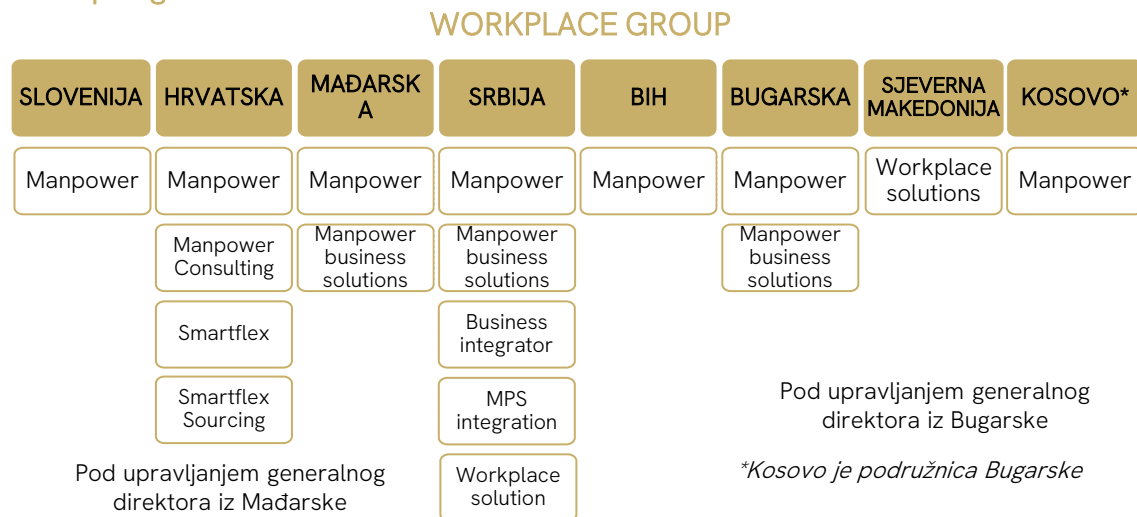 WORKPLACE GROUP
SLOVENIJA
HRVATSKA
MAĐARSK
A
SRBIJA
BIH
BUGARSKA
SJEVERNA
MAKEDONIJA
KOSOVO*
Manpower
Manpower
Manpower
Manpower
Manpower
Manpower
Workplace
solutions
Manpower
Manpower
Consulting
Manpower
business
solutions
Manpower
business
solutions
Manpower
business
solutions
Smartflex
Business
integrator
Smartflex
Sourcing
MPS
integration
Workplace
solution
Pod upravljanjem generalnog
direktora iz Mađarske
Pod upravljanjem generalnog
direktora iz Bugarske
*Kosovo je podružnica Bugarske